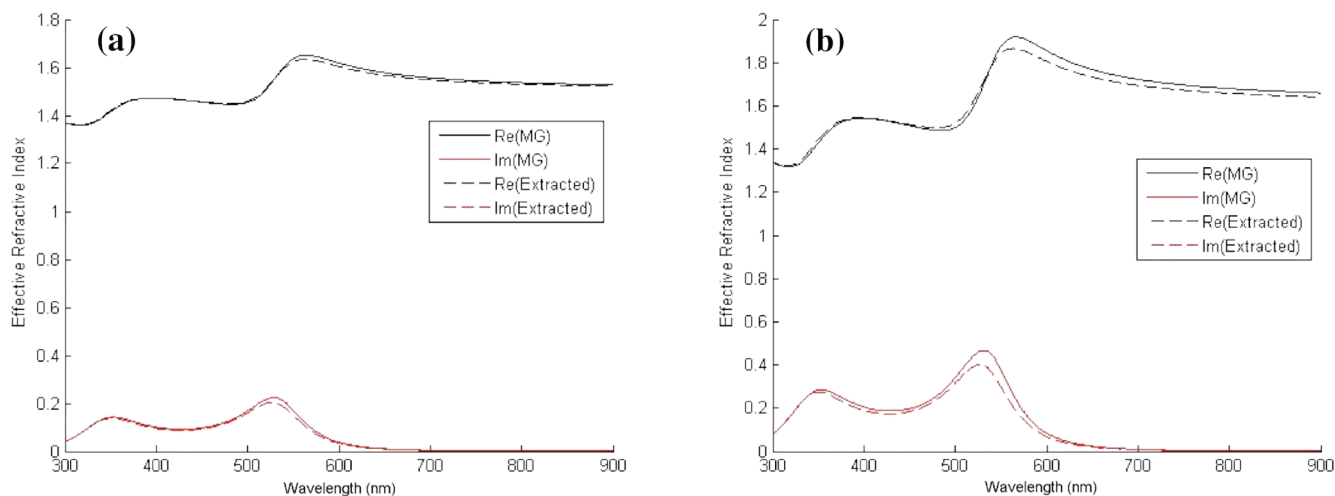 (a)
Effective Refractive Index
1.8
1.6
1.4
1.2
1
0.8
0.6
0.4
0.2
0
Re(MG)
Im(MG)
Re(Extracted)
Im(Extracted)
300 400 500 600 700 800 900
Wavelength (nm)
(b)
Effective Refractive Index
2
1.8
1.6
1.4
1.2
1
0.8
0.6
0.4
0.2
0
Re(MG)
Im(MG)
Re(Extracted)
Im(Extracted)
300 400 500 600 700 800 900
Wavelength (nm)